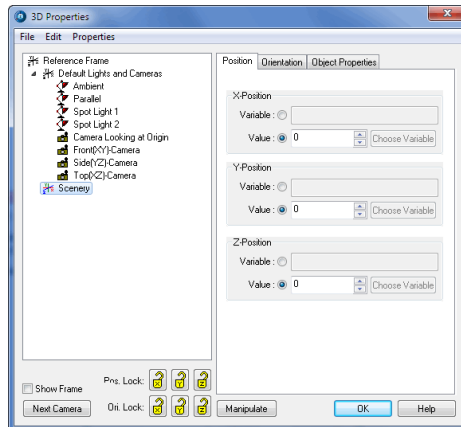 3D Properties
File Edit Properties
Reference Frame
Default Lights and Cameras
Ambient
Parallel
Spot Light 1
Spot Light 2
Camera Looking at Origin
Front(XY)-Camera
Side(YZ)-Camera
Top(XZ)-Camera
Scenery
Position Orientation Object Properties
X-Position
Variable :
Value : 0 Choose Variable
Y-Position
Variable :
Value : 0 Choose Variable
Z-Position
Variable :
Value : 0 Choose Variable
Show Frame
Pos. Lock: X Y Z
Next Camera
Ori. Lock: X Y Z
Manipulate OK Help